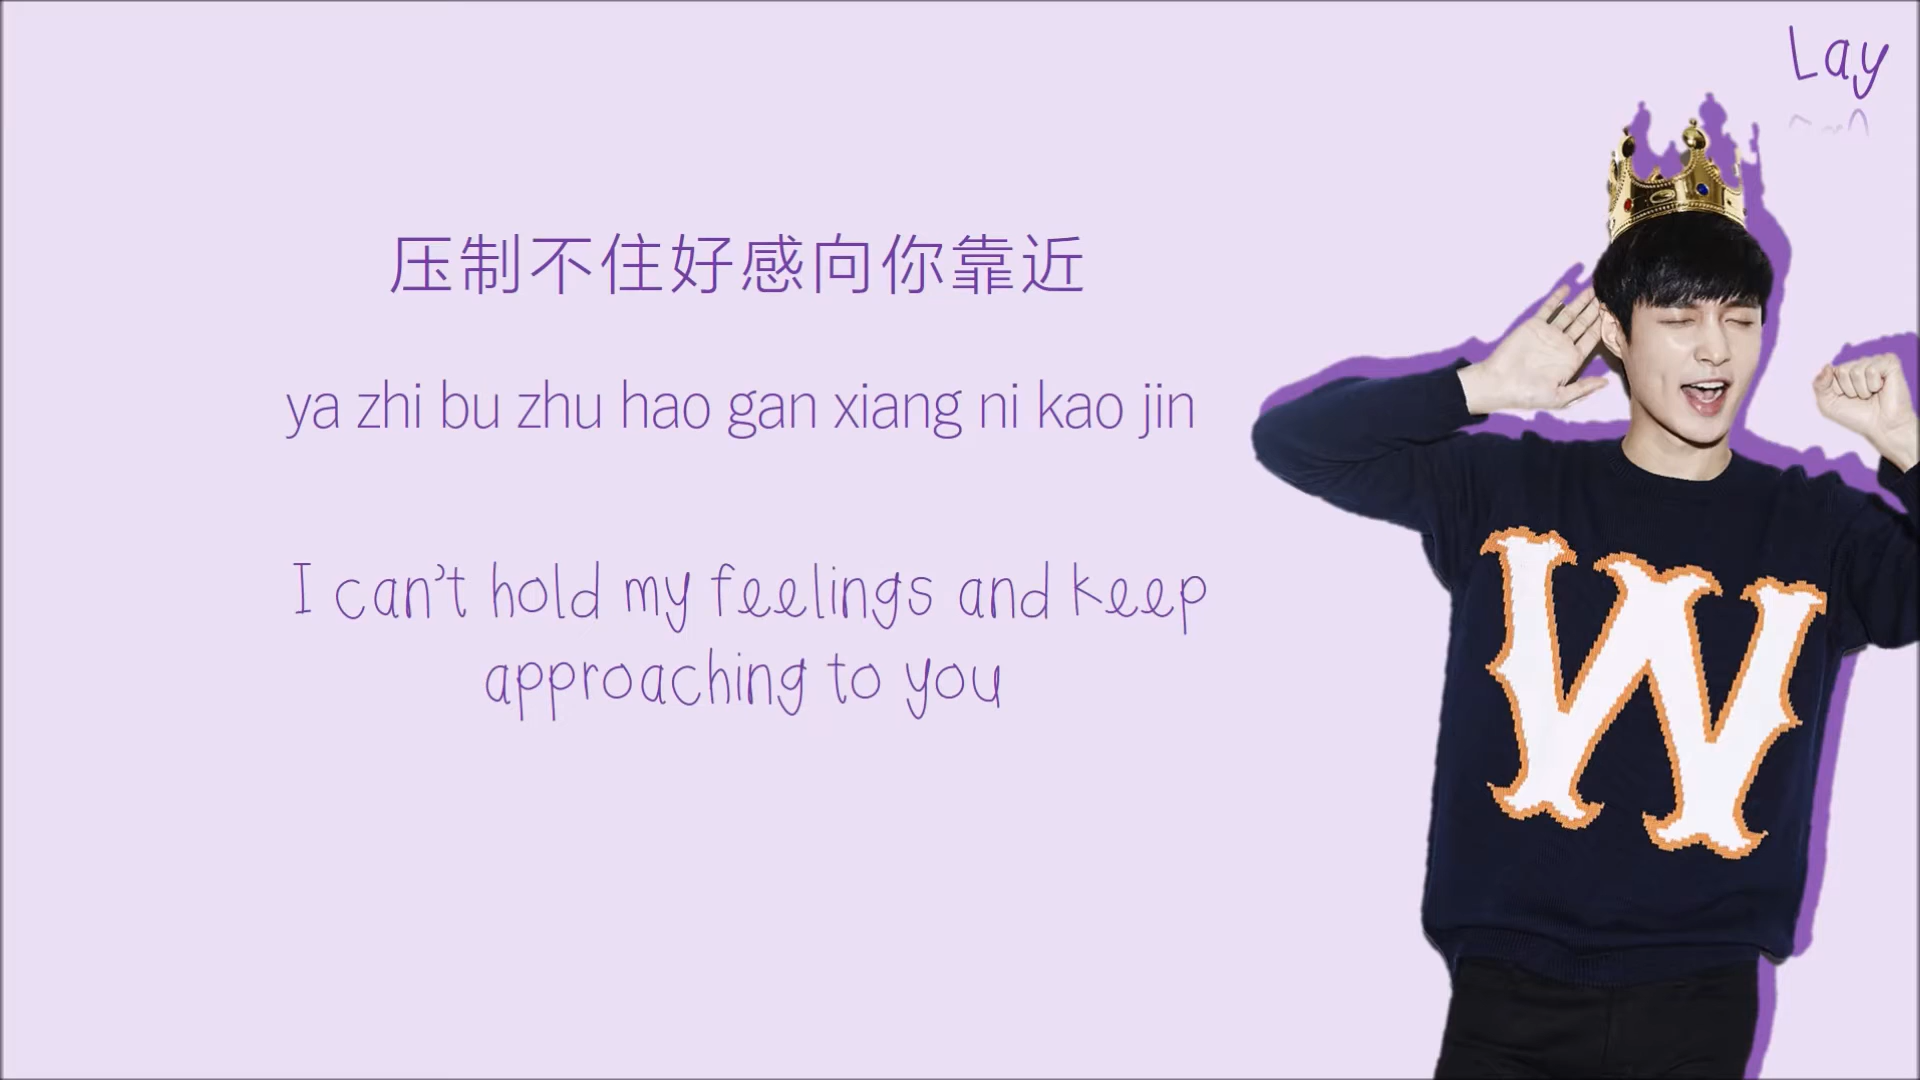 Lay
压制不住好感向你靠近
ya zhi bu zhu hao gan xiang ni kao jin
I can't hold my feelings and keep
approaching to you
W